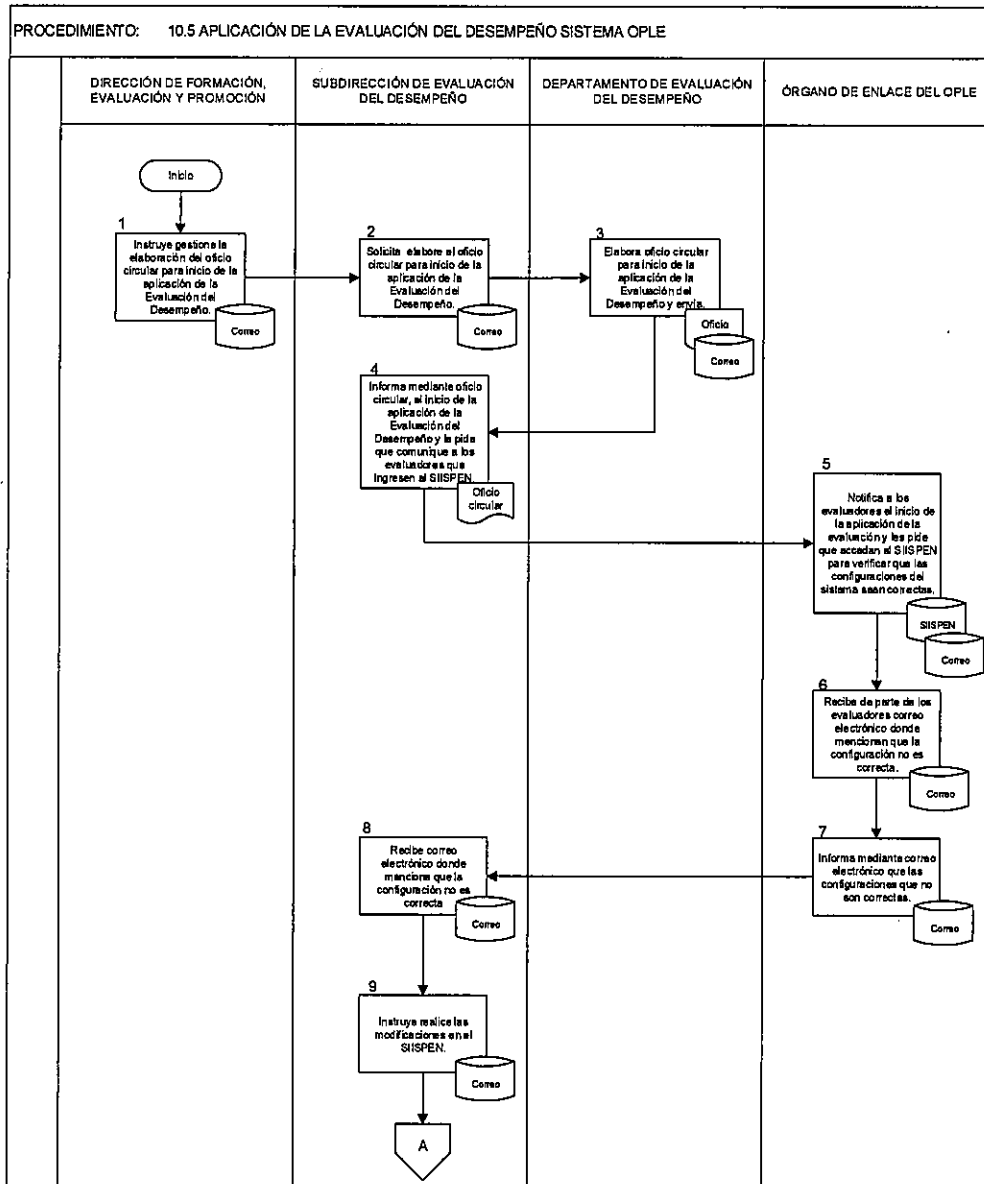 PROCEDIMIENTO: 10.5 APLICACIÓN DE LA EVALUACIÓN DEL DESEMPEÑO SISTEMA OPLE
DIRECCIÓN DE FORMACIÓN,
EVALUACIÓN Y PROMOCIÓN
SUBDIRECCIÓN DE EVALUACIÓN
DEL DESEMPEÑO
DEPARTAMENTO DE EVALUACIÓN
DEL DESEMPEÑO
ÓRGANO DE ENLACE DEL OPLE
Inicio
1
Instruye gestione la
elaboración del oficio
circular para inicio de la
aplicación de la
Evaluación del
Desempeño.
Correo
2
Solicita elabore el oficio
circular para inicio de la
aplicación de la
Evaluación del
Desempeño.
Correo
3
Elabora oficio circular
para inicio de la
aplicación de la
Evaluación del
Desempeño y envía.
Oficio
Correo
4
Informa mediante oficio
circular, el inicio de la
aplicación de la
Evaluación del
Desempeño y le pide
que comunique a los
evaluadores que
ingresen al SIISPEN.
Oficio
circular
5
Notifica a los
evaluadores el inicio de
la aplicación de la
evaluación y les pide
que accedan al SIISPEN
para verificar que las
configuraciones del
sistema sean correctas.
SIISPEN
Correo
6
Recibe de parte de los
evaluadores correo
electrónico donde
mencionan que la
configuración no es
correcta.
Correo
7
Informa mediante correo
electrónico que las
configuraciones que no
son correctas.
Correo
8
Recibe correo
electrónico donde
menciona que la
configuración no es
correcta
Correo
9
Instruye realice las
modificaciones en el
SIISPEN.
Correo
A